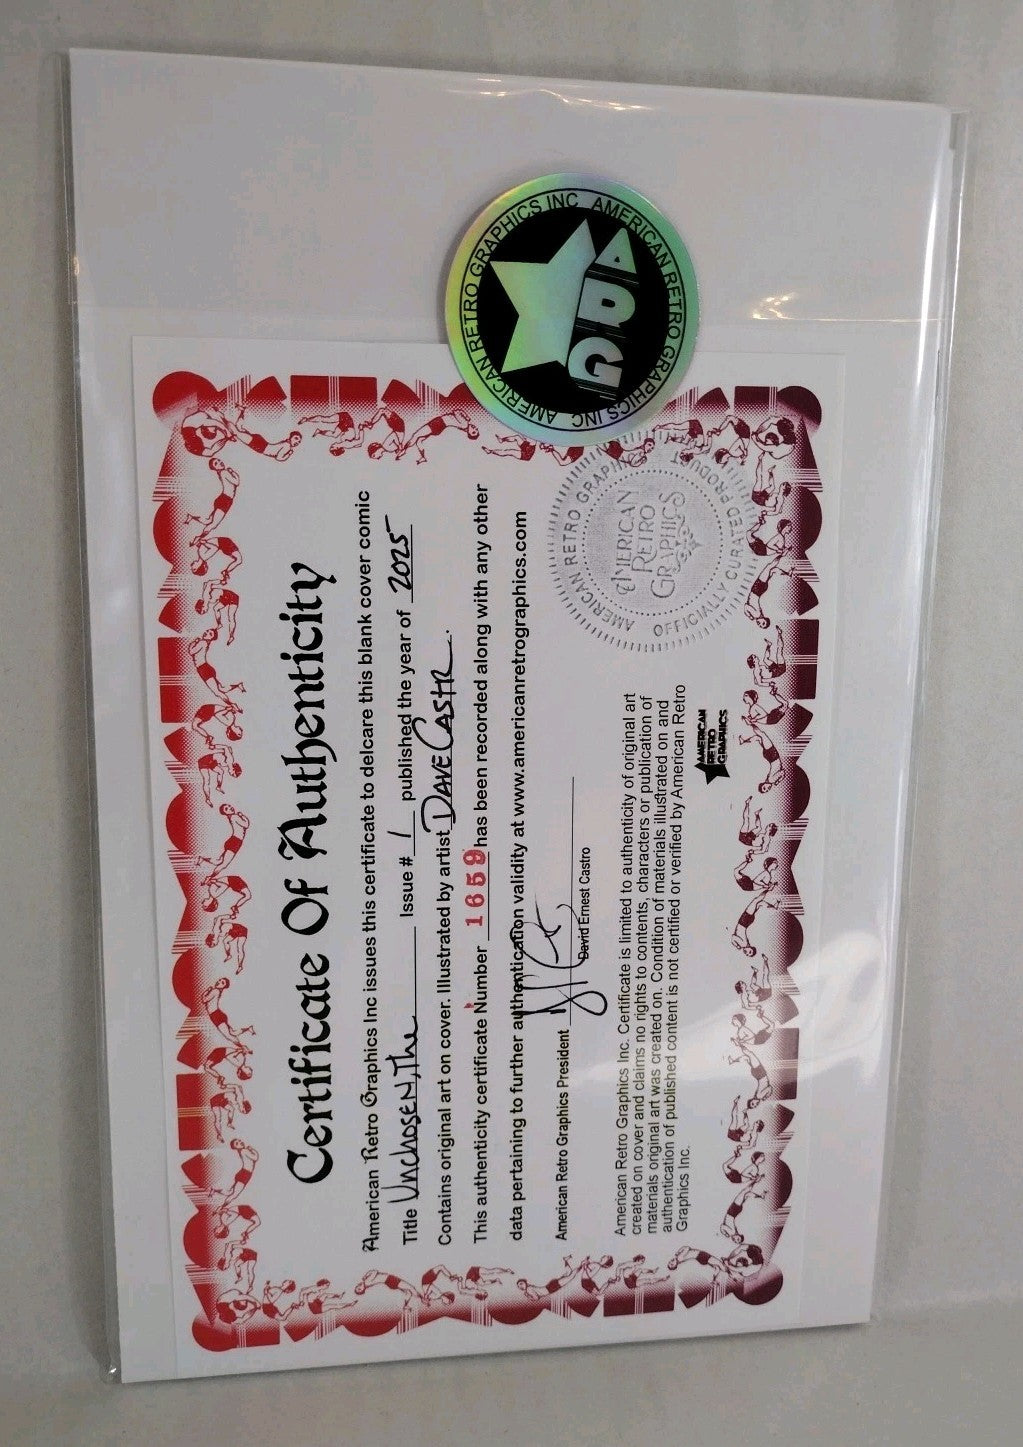 AMERICAN RETRO GRAPHICS INC AMERICAN RETRO GRAPHICS INC
ARG
Certificate Of Authenticity
American Retro Graphics Inc issues this certificate to delcare this blank cover comic
Title Unchosen, The Issue # 1 published the year of 2025
Contains original art on cover. Illustrated by artist Dave Castr.
This authenticity certificate Number 1659 has been recorded along with any other
data pertaining to further authentication validity at www.americanretrographics.com
American Retro Graphics President
David Ernest Castro
American Retro Graphics Inc. Certificate is limited to authenticity of original art
created on cover and claims no rights to contents, characters or publication of
materials original art was created on. Condition of materials illustrated on and
authentication of published content is not certified or verified by American Retro
Graphics Inc.
AMERICAN
RETRO
GRAPHICS
AMERICAN RETRO GRAPHICS
OFFICIALLY CURATED PRODUCT
AMERICAN
RETRO
GRAPHICS